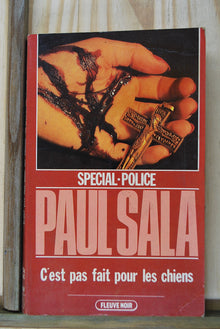 SPECIAL-POLICE
PAUL SALA
C'est pas fait pour les chiens
FLEUVE NOIR